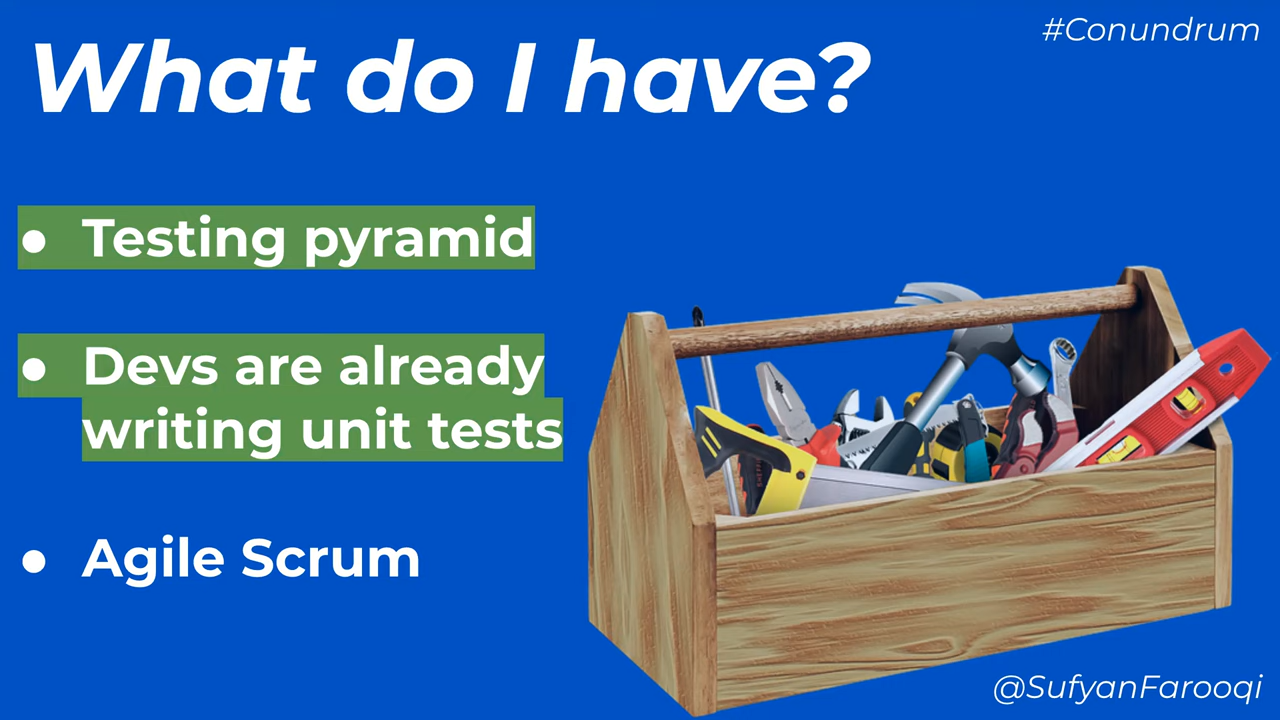 #Conundrum
What do I have?
● Testing pyramid
● Devs are already
writing unit tests
● Agile Scrum
@SufyanFarooqi